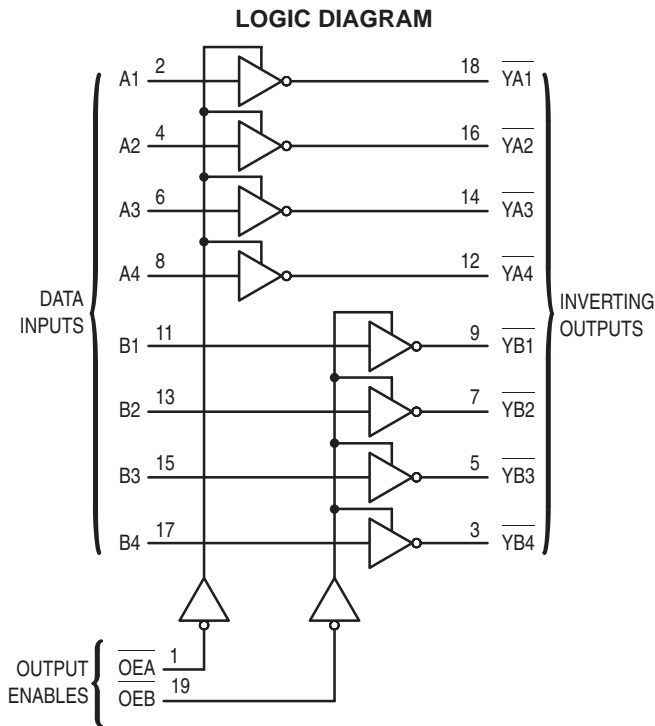 LOGIC DIAGRAM
A1 2 18 YA1
A2 4 16 YA2
A3 6 14 YA3
A4 8 12 YA4
DATA
INPUTS
INVERTING
OUTPUTS
B1 11 9 YB1
B2 13 7 YB2
B3 15 5 YB3
B4 17 3 YB4
OUTPUT
ENABLES
OEA 1
OEB 19